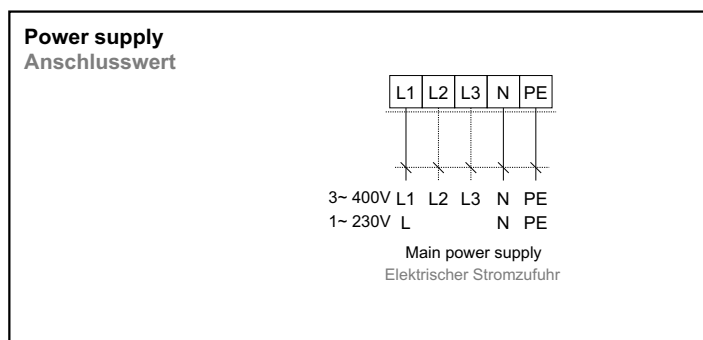 Power supply
Anschlusswert
L1 L2 L3 N PE
3~ 400V L1 L2 L3 N PE
1~ 230V L N PE
Main power supply
Elektrischer Stromzufuhr